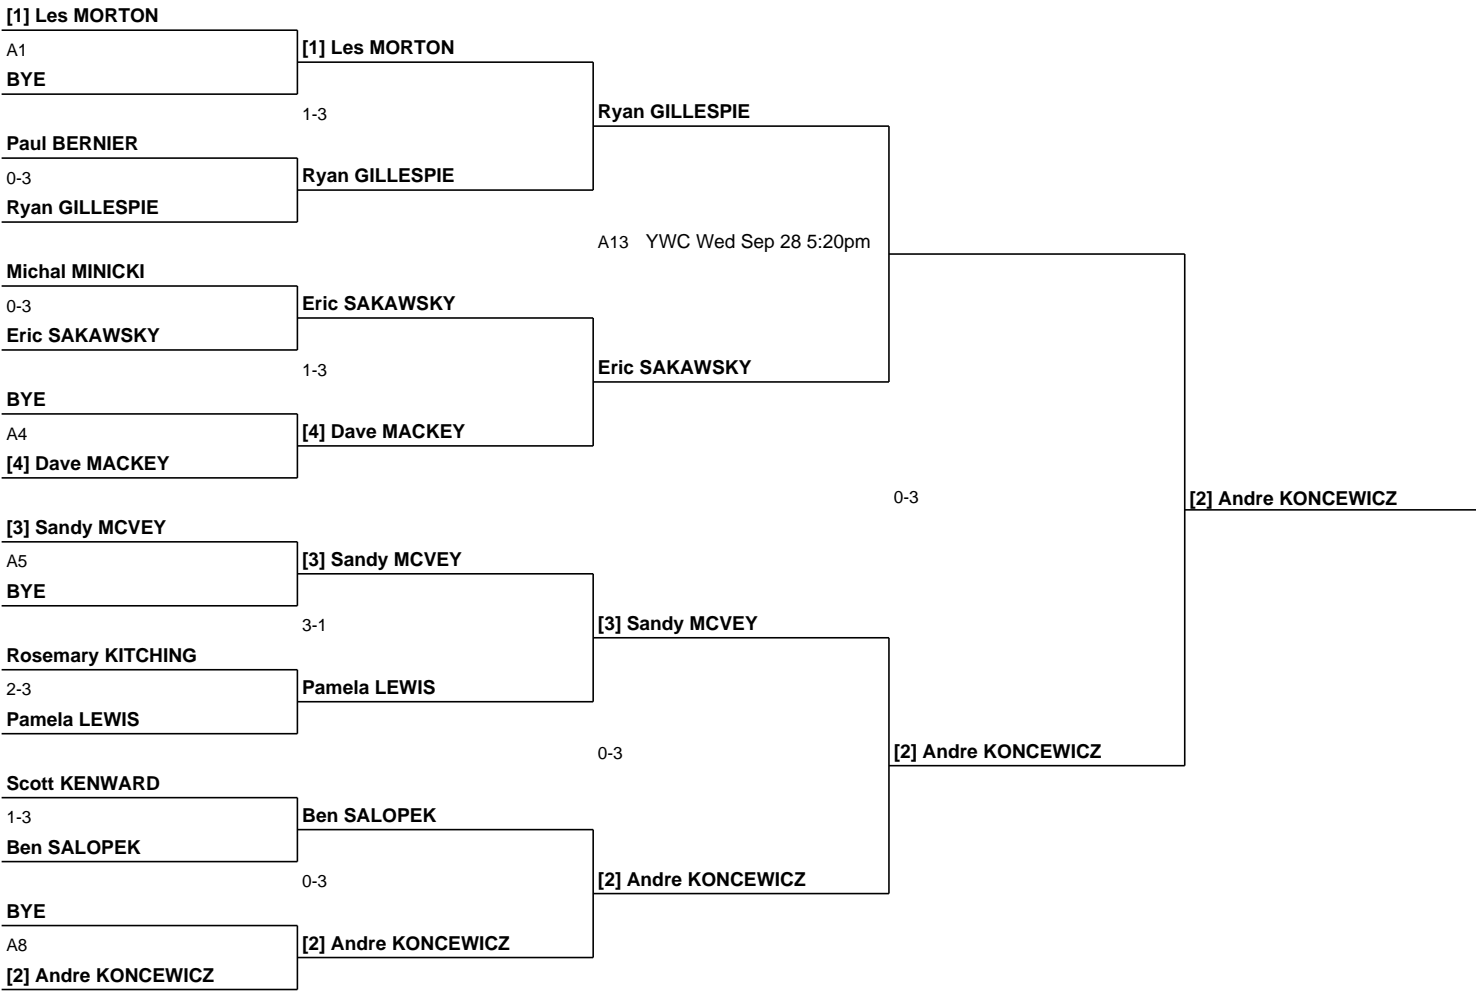 [1] Les MORTON
A1
BYE
[1] Les MORTON
1-3
Paul BERNIER
0-3
Ryan GILLESPIE
Ryan GILLESPIE
Ryan GILLESPIE
A13 YWC Wed Sep 28 5:20pm
Michal MINICKI
0-3
Eric SAKAWSKY
Eric SAKAWSKY
1-3
BYE
A4
[4] Dave MACKEY
[4] Dave MACKEY
Eric SAKAWSKY
0-3
[2] Andre KONCEWICZ
[3] Sandy MCVEY
A5
BYE
[3] Sandy MCVEY
3-1
Rosemary KITCHING
2-3
Pamela LEWIS
Pamela LEWIS
[3] Sandy MCVEY
0-3
[2] Andre KONCEWICZ
Scott KENWARD
1-3
Ben SALOPEK
Ben SALOPEK
0-3
BYE
A8
[2] Andre KONCEWICZ
[2] Andre KONCEWICZ
[2] Andre KONCEWICZ